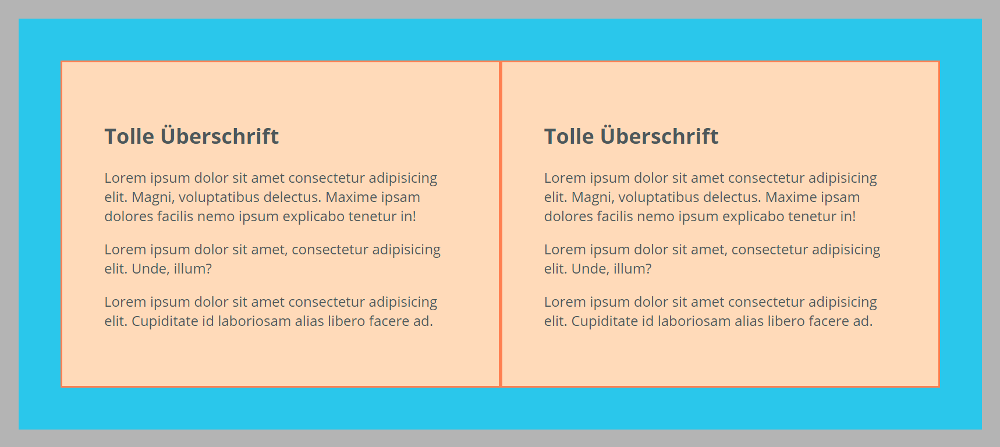 Tolle Überschrift
Lorem ipsum dolor sit amet consectetur adipisicing
elit. Magni, voluptatibus delectus. Maxime ipsam
dolores facilis nemo ipsum explicabo tenetur in!
Lorem ipsum dolor sit amet, consectetur adipisicing
elit. Unde, illum?
Lorem ipsum dolor sit amet consectetur adipisicing
elit. Cupiditate id laboriosam alias libero facere ad.
Tolle Überschrift
Lorem ipsum dolor sit amet consectetur adipisicing
elit. Magni, voluptatibus delectus. Maxime ipsam
dolores facilis nemo ipsum explicabo tenetur in!
Lorem ipsum dolor sit amet, consectetur adipisicing
elit. Unde, illum?
Lorem ipsum dolor sit amet consectetur adipisicing
elit. Cupiditate id laboriosam alias libero facere ad.